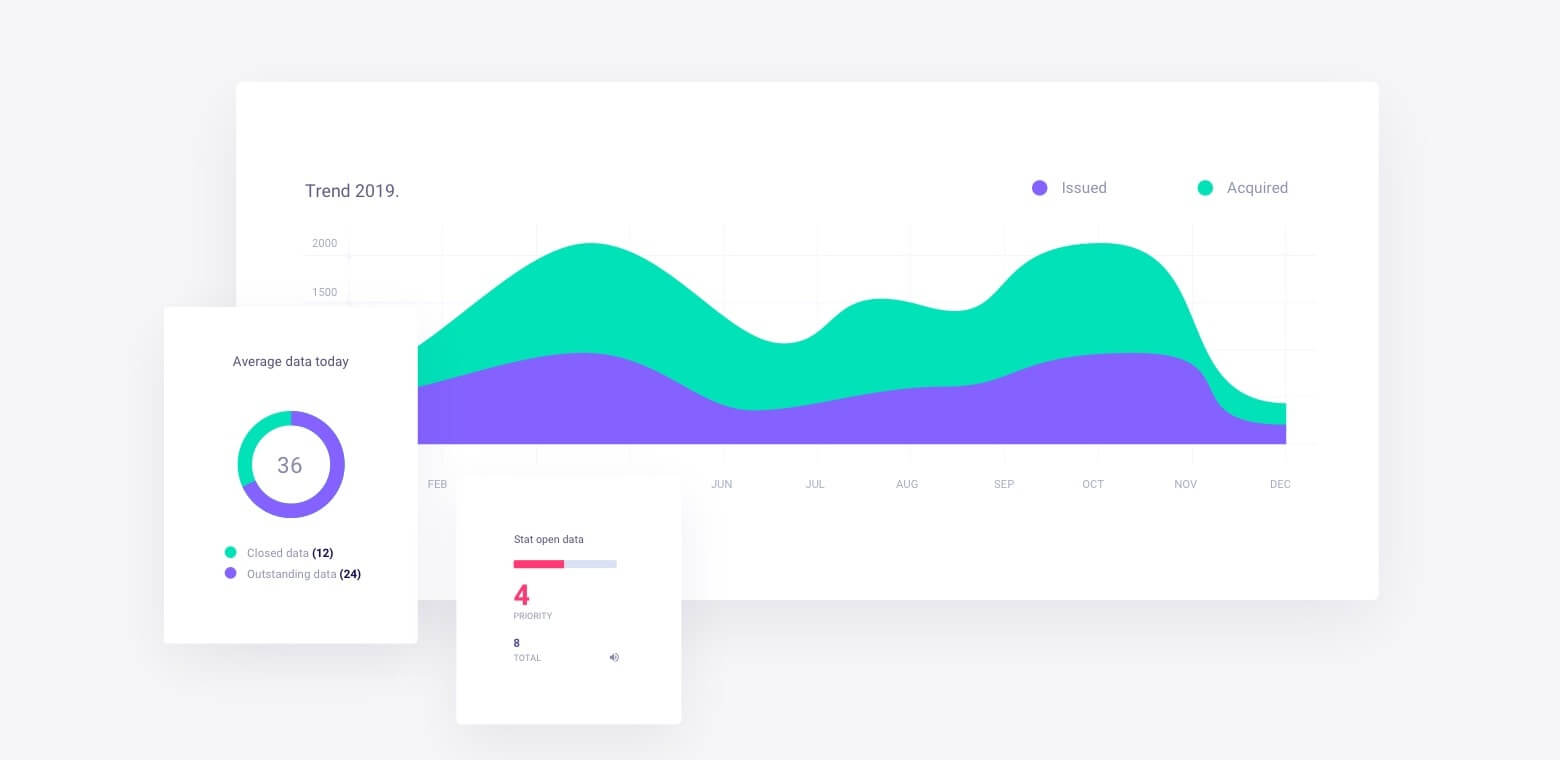 Trend 2019.
Issued
Acquired
2000
1500
FEB
JUN
JUL
AUG
SEP
OCT
NOV
DEC
Average data today
36
Closed data (12)
Outstanding data (24)
Stat open data
4
PRIORITY
8
TOTAL